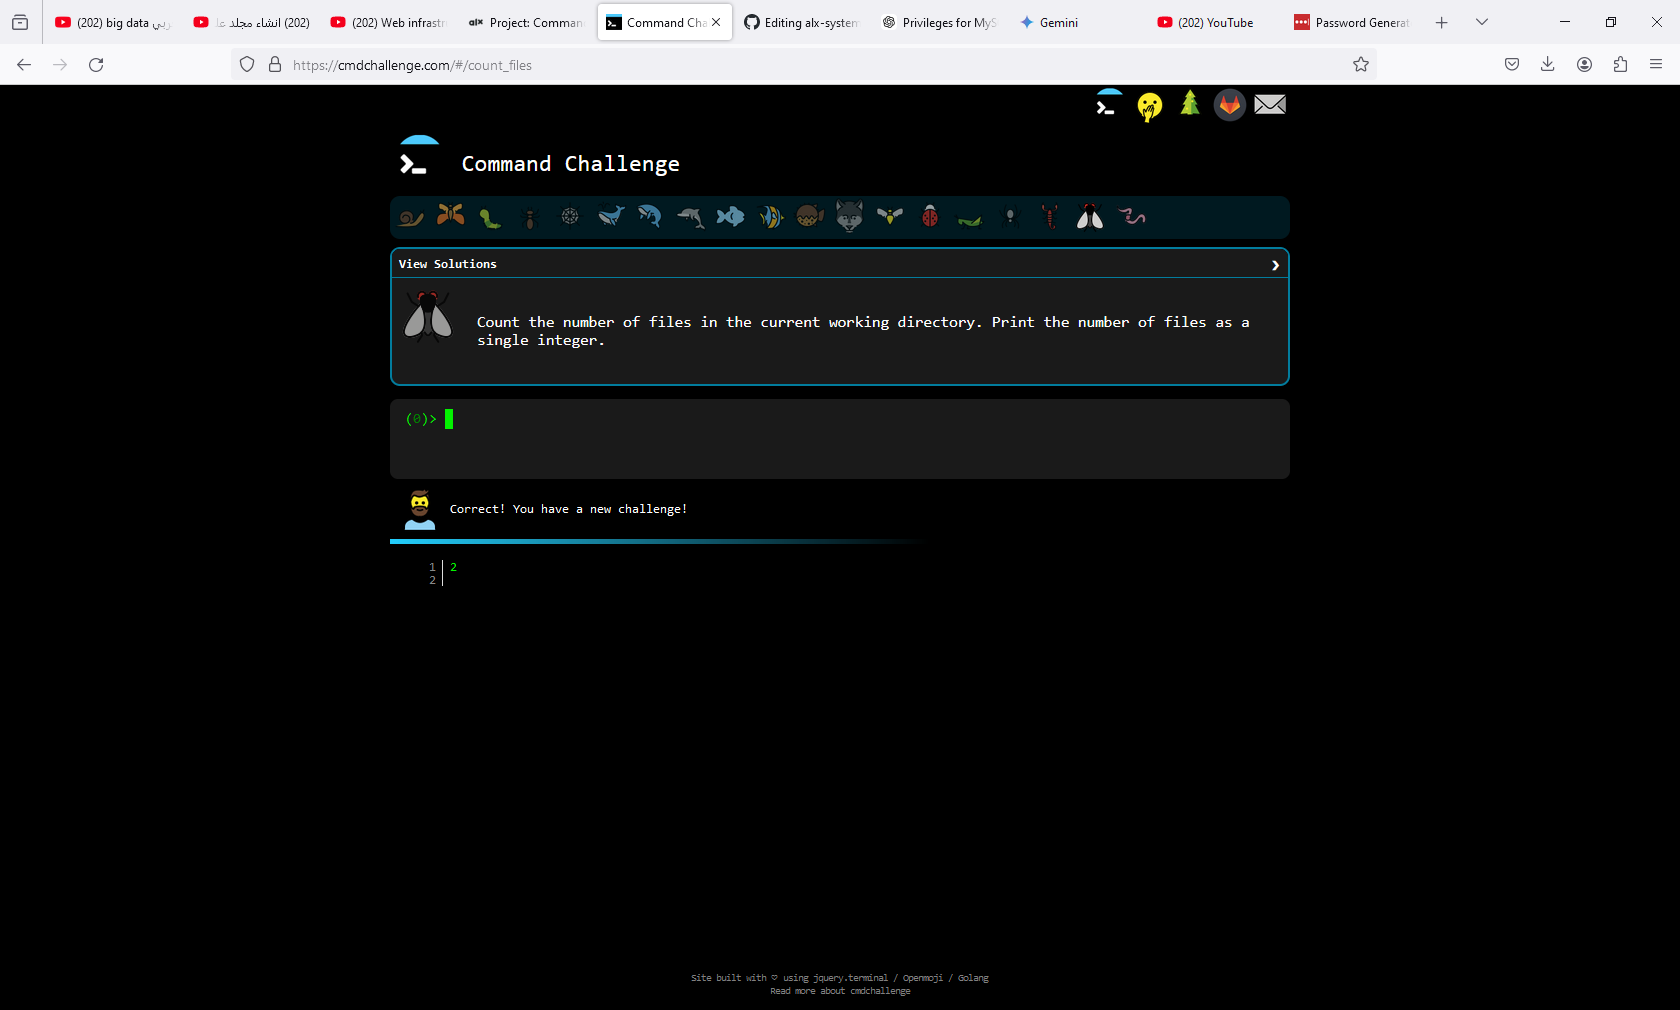 (202) big data بي
(202) انشاء مجلد عا
(202) Web infrastr
alx Project: Comman
Command Cha
Editing alx-system
Privileges for MyS
Gemini
(202) YouTube
Password Generat
https://cmdchallenge.com/#/count_files
Command Challenge
View Solutions
Count the number of files in the current working directory. Print the number of files as a
single integer.
(0)>
Correct! You have a new challenge!
1 2
2
Site built with ♡ using jquery.terminal / Openmoji / Golang
Read more about cmdchallenge